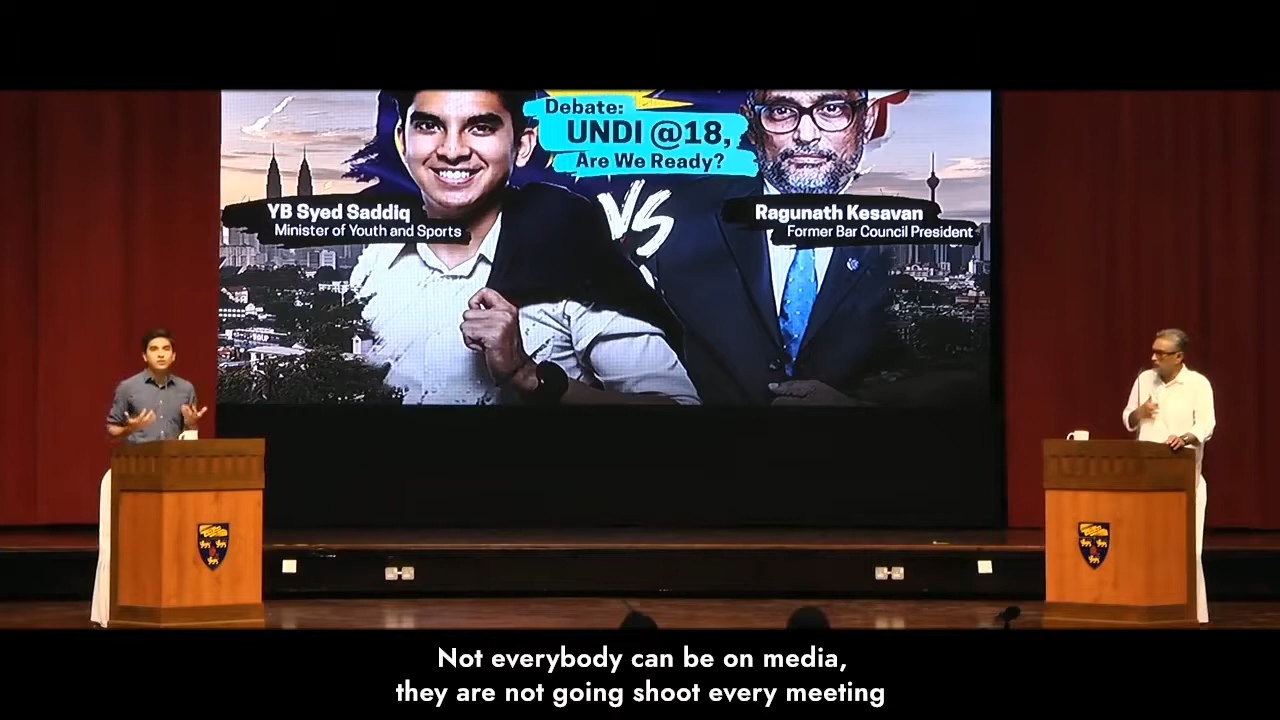 Debate:
UNDI @18,
Are We Ready?
VS
YB Syed Saddiq
Minister of Youth and Sports
Ragunath Kesavan
Former Bar Council President
Not everybody can be on media,
they are not going shoot every meeting